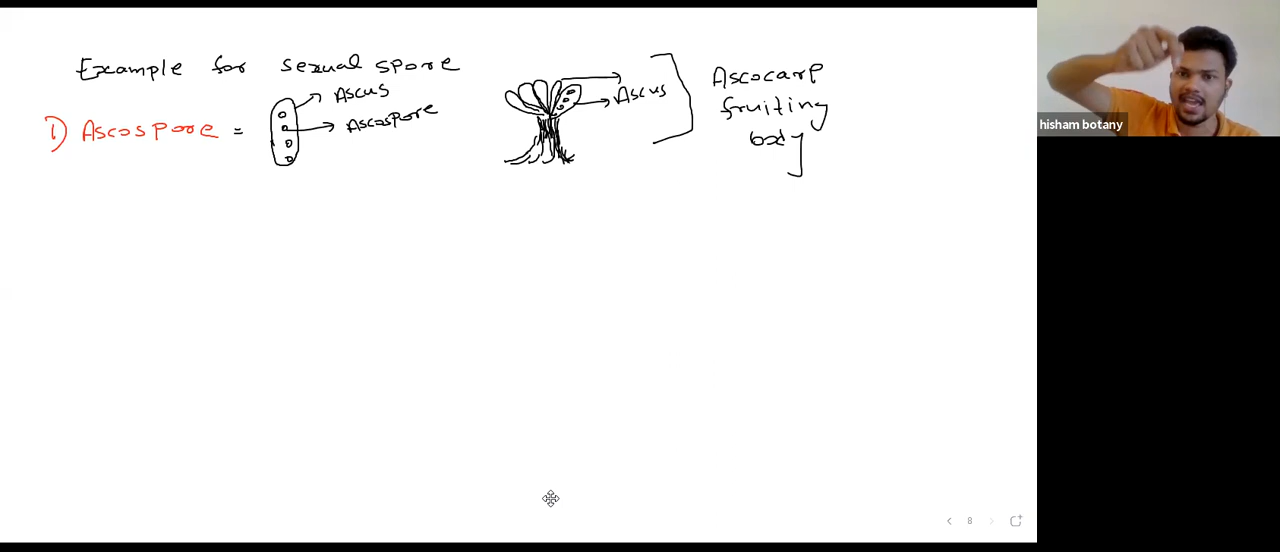 Example for sexual spore
1) Ascospore =
Ascus
Ascospore
Ascus
Ascocarp
fruiting
body
hisham botany
8